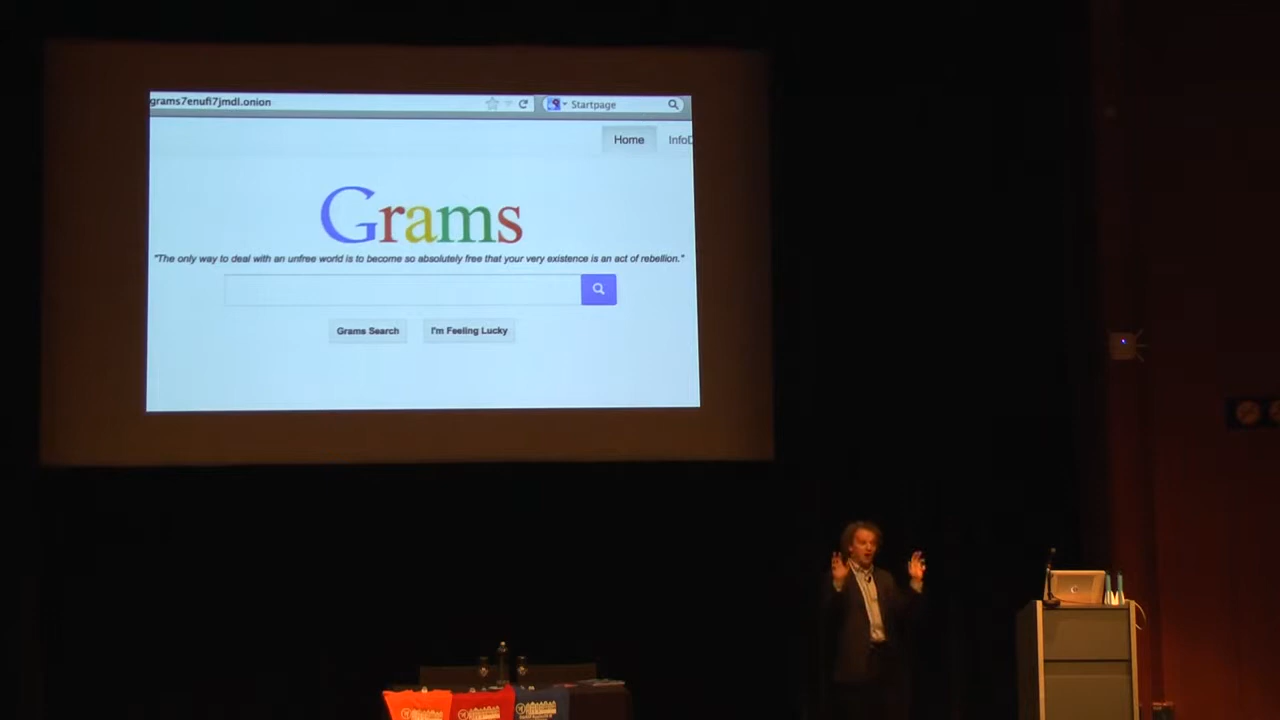 grams7enufi7jmdl.onion
Startpage
Home
InfoD
Grams
"The only way to deal with an unfree world is to become so absolutely free that your very existence is an act of rebellion."
Grams Search
I'm Feeling Lucky